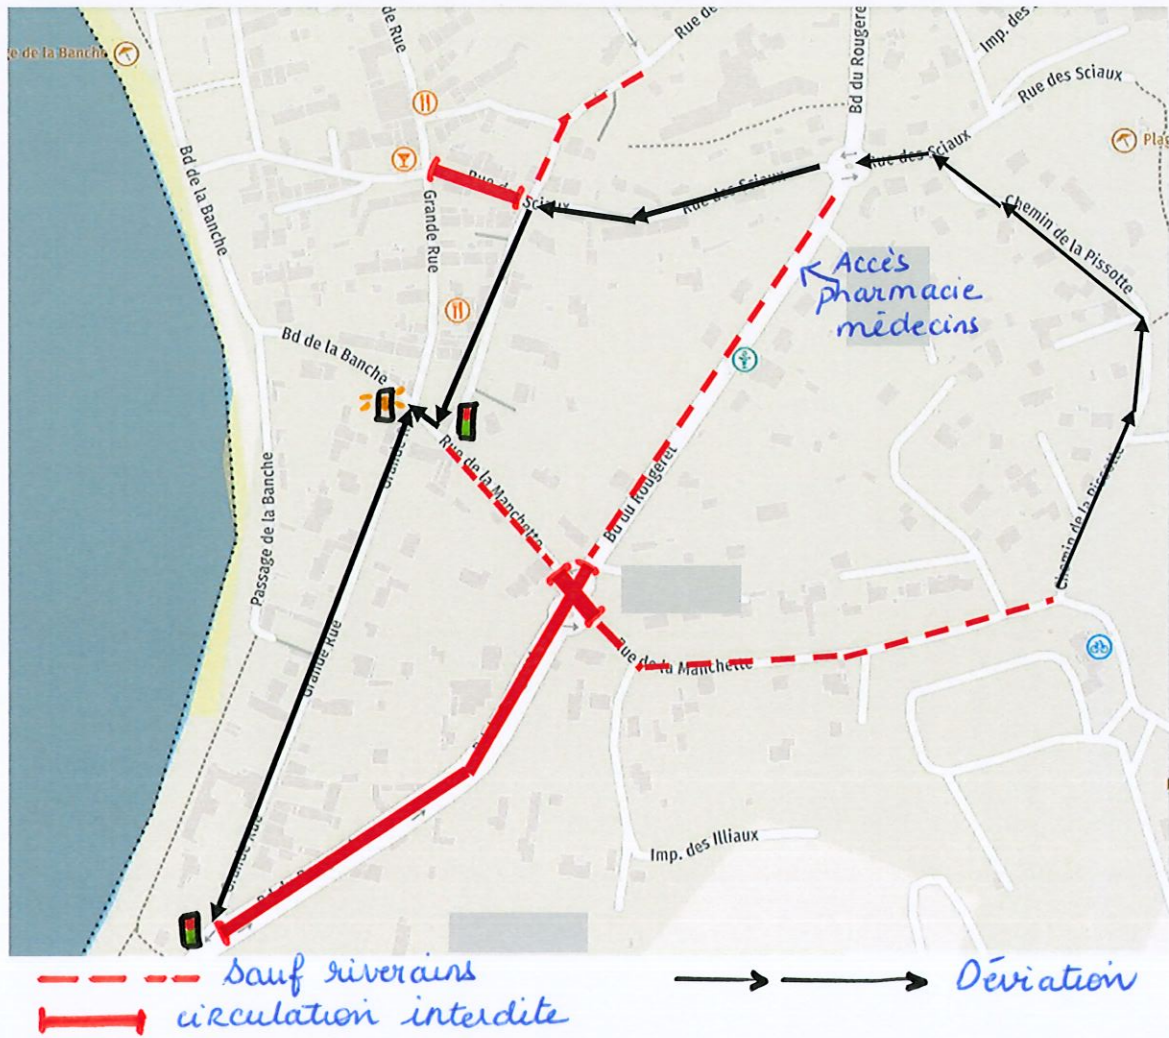 de Rue
Rue de
Bd du Rougeret
Imp. des
e de la Banche
Rue des Sciaux
Plag
Bd de la Banche
Rue des Sciaux
Rue des Sciaux
Rue de
Sciaux
Chemin de la Pissotte
Grande Rue
Accès
pharmacie
médecins
Bd de la Banche
Rue de la Manchette
Bd du Rougeret
Chemin de la Pissotte
Passage de la Banche
Grande Rue
Rue de la Manchette
Grande Rue
Imp. des Illiaux
sauf riverains
Déviation
circulation interdite